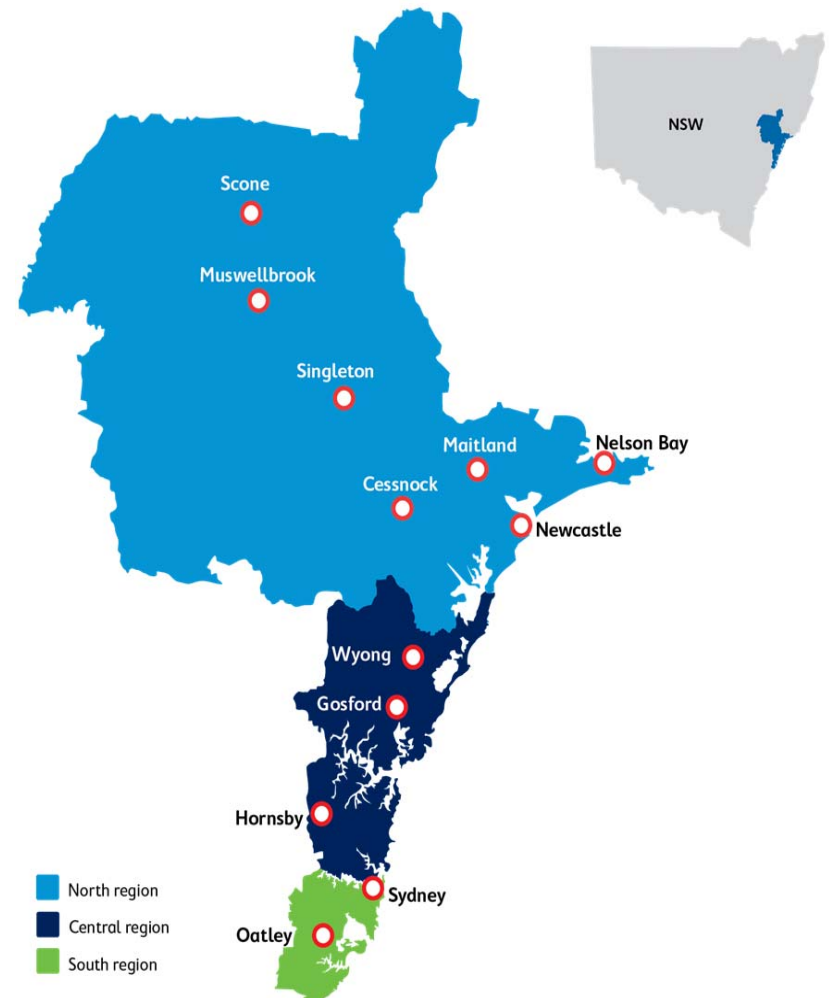 NSW
Scone
Muswellbrook
Singleton
Maitland
Nelson Bay
Cessnock
Newcastle
Wyong
Gosford
Hornsby
Sydney
Oatley
North region
Central region
South region